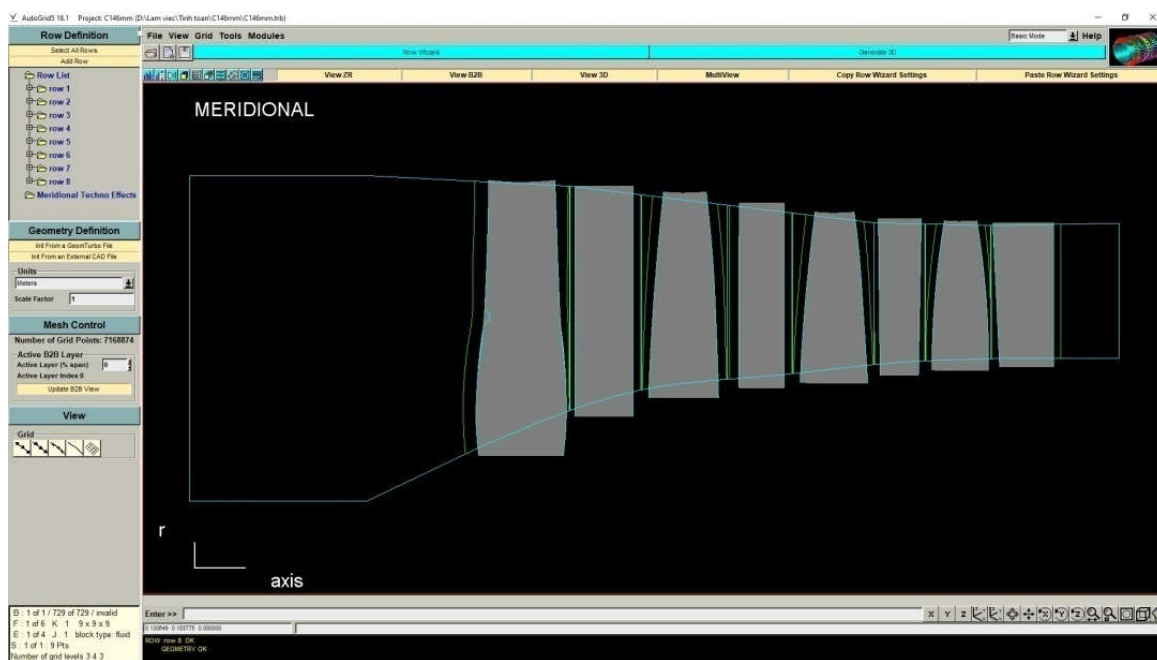 AutoGrid5 16.1 Project: C146mm (D:\Lam viec\Tinh toan\C146mm\C146mm.trb)
Row Definition
Select All Rows
Add Row
Row List
row 1
row 2
row 3
row 4
row 5
row 6
row 7
row 8
Meridional Techno Effects
Geometry Definition
Init From a GeomTurbo File
Init From an External CAD File
Units
Meters
Scale Factor 1
Mesh Control
Number of Grid Points: 7168874
Active B2B Layer
Active Layer (% span) 0
Active Layer Index 0
Update B2B View
View
Grid
B : 1 of 1 / 729 of 729 / invalid
F : 1 of 6 K 1 9 x 9 x 9
E : 1 of 4 J 1 block type: fluid
S : 1 of 1 : 9 Pts
Number of grid levels 3 4 3
File View Grid Tools Modules
Basic Mode Help
Row Wizard Generate 3D
View ZR View B2B View 3D MultiView Copy Row Wizard Settings Paste Row Wizard Settings
MERIDIONAL
r
axis
Enter >> X Y Z
ROW row 8 OK
GEOMETRY OK